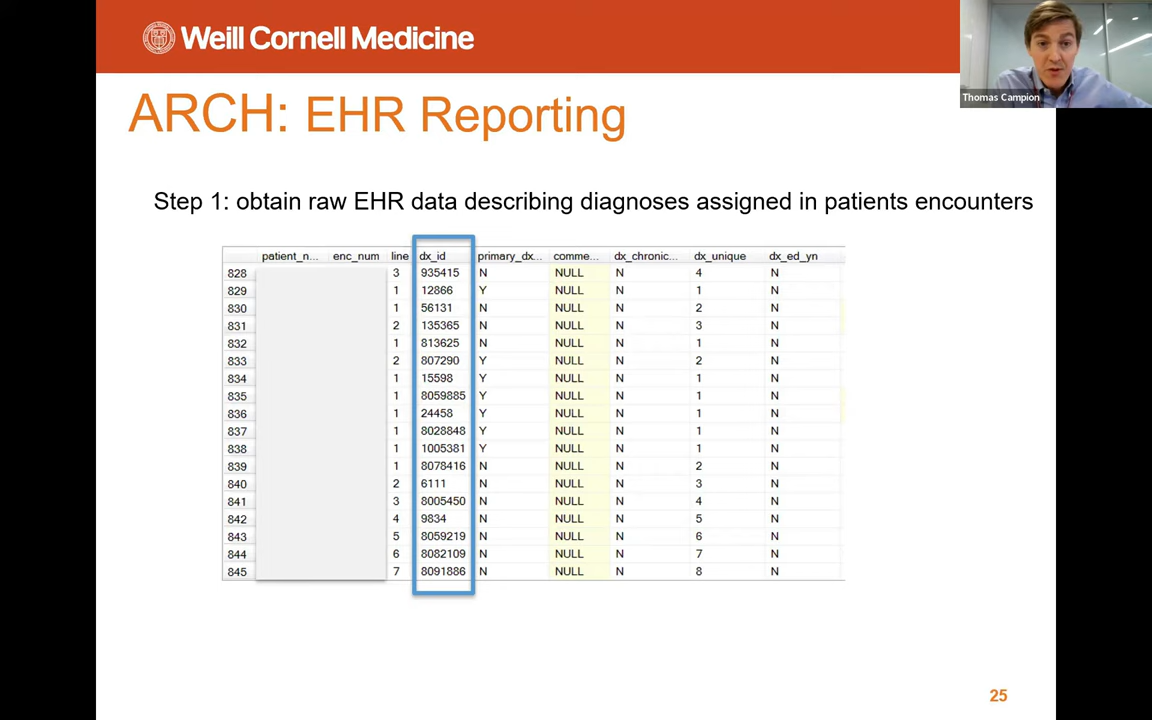 Weill Cornell Medicine
Thomas Campion
ARCH: EHR Reporting
Step 1: obtain raw EHR data describing diagnoses assigned in patients encounters
patient_n... enc_num line dx_id primary_dx... comme... dx_chronic... dx_unique dx_ed_yn
828 3 935415 N NULL N 4 N
829 1 12866 Y NULL N 1 N
830 1 56131 N NULL N 2 N
831 2 135365 N NULL N 3 N
832 1 813625 N NULL N 1 N
833 2 807290 Y NULL N 2 N
834 1 15598 Y NULL N 1 N
835 1 8059885 Y NULL N 1 N
836 1 24458 Y NULL N 1 N
837 1 8028848 Y NULL N 1 N
838 1 1005381 Y NULL N 1 N
839 1 8078416 N NULL N 2 N
840 2 6111 N NULL N 3 N
841 3 8005450 N NULL N 4 N
842 4 9834 N NULL N 5 N
843 5 8059219 N NULL N 6 N
844 6 8082109 N NULL N 7 N
845 7 8091886 N NULL N 8 N
25